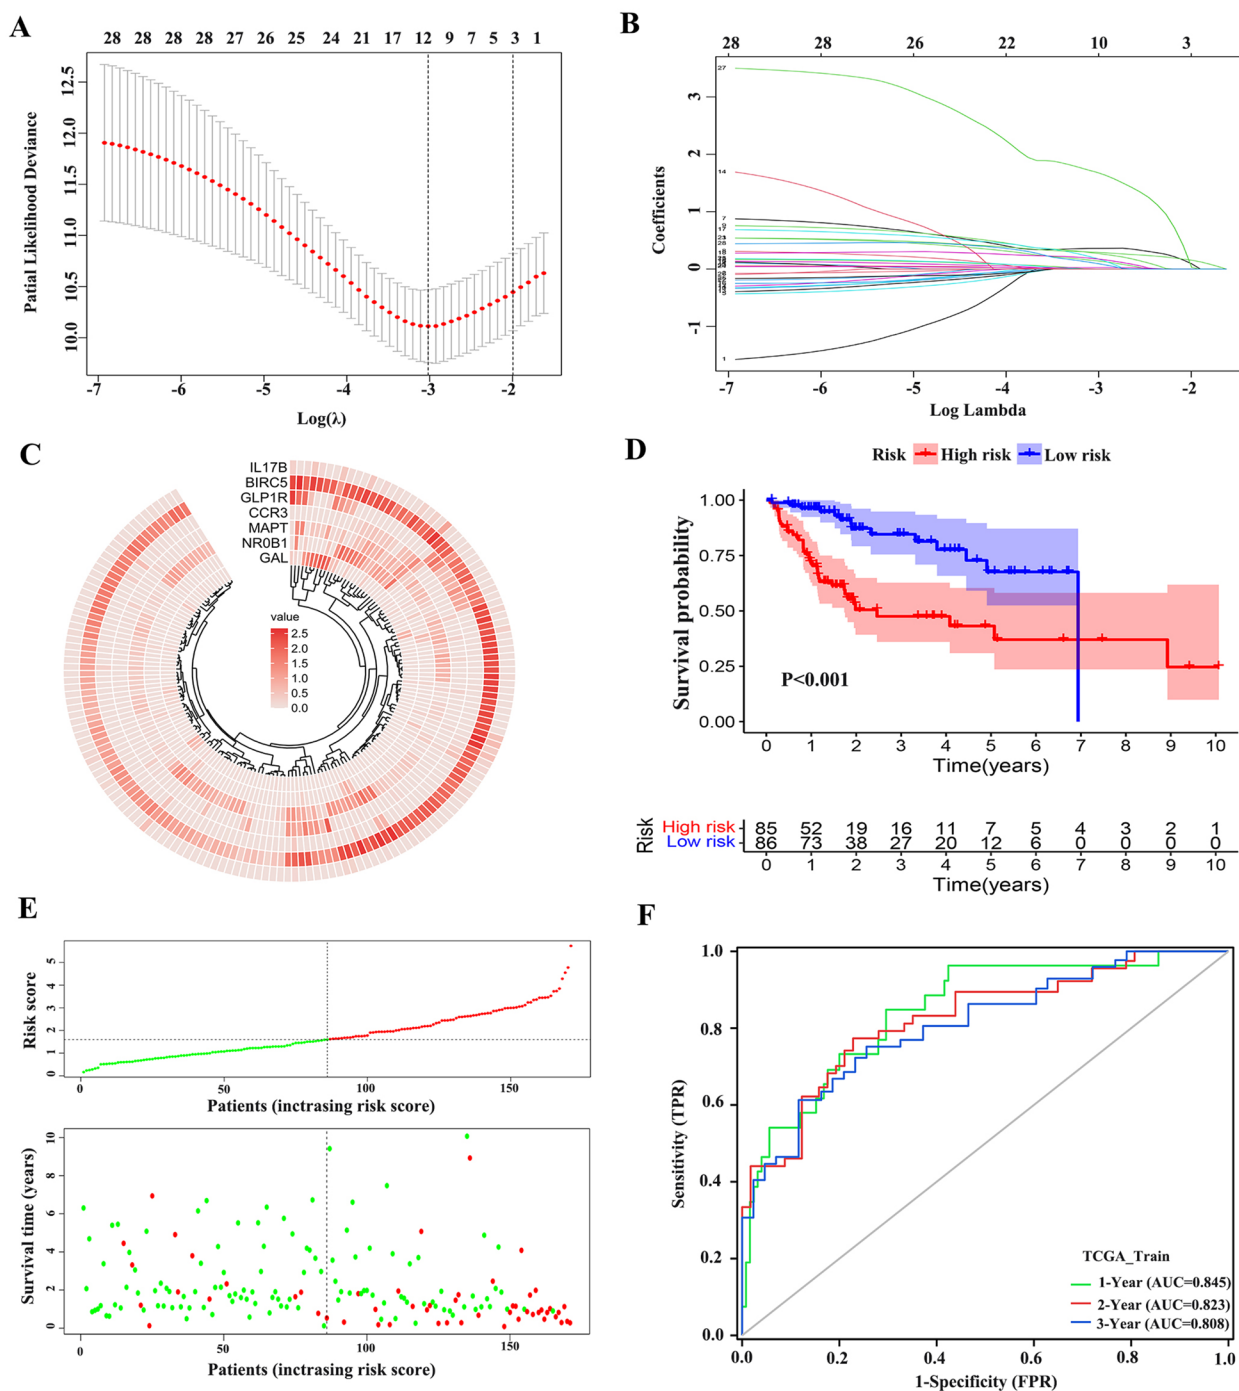 A
28 28 28 28 27 26 25 24 21 17 12 9 7 5 3 1
Patial Likelihood Deviance
12.5
12.0
11.5
11.0
10.5
10.0
-7 -6 -5 -4 -3 -2
Log(λ)
B
28 28 26 22 10 3
Coefficients
3
2
1
0
-1
27
14
7
17
1
-7 -6 -5 -4 -3 -2
Log Lambda
C
IL17B
BIRC5
GLP1R
CCR3
MAPT
NR0B1
GAL
value
2.5
2.0
1.5
1.0
0.5
0.0
D
Risk High risk Low risk
Survival probability
1.00
0.75
0.50
0.25
0.00
P<0.001
0 1 2 3 4 5 6 7 8 9 10
Time(years)
Risk
High risk 85 52 19 16 11 7 5 4 3 2 1
Low risk 86 73 38 27 20 12 6 0 0 0 0
0 1 2 3 4 5 6 7 8 9 10
Time(years)
E
Risk score
5
4
3
2
1
0
0 50 100 150
Patients (inctrasing risk score)
Survival time (years)
10
8
6
4
2
0
0 50 100 150
Patients (inctrasing risk score)
F
Sensitivity (TPR)
1.0
0.8
0.6
0.4
0.2
0.0
TCGA_Train
1-Year (AUC=0.845)
2-Year (AUC=0.823)
3-Year (AUC=0.808)
0.0 0.2 0.4 0.6 0.8 1.0
1-Specificity (FPR)